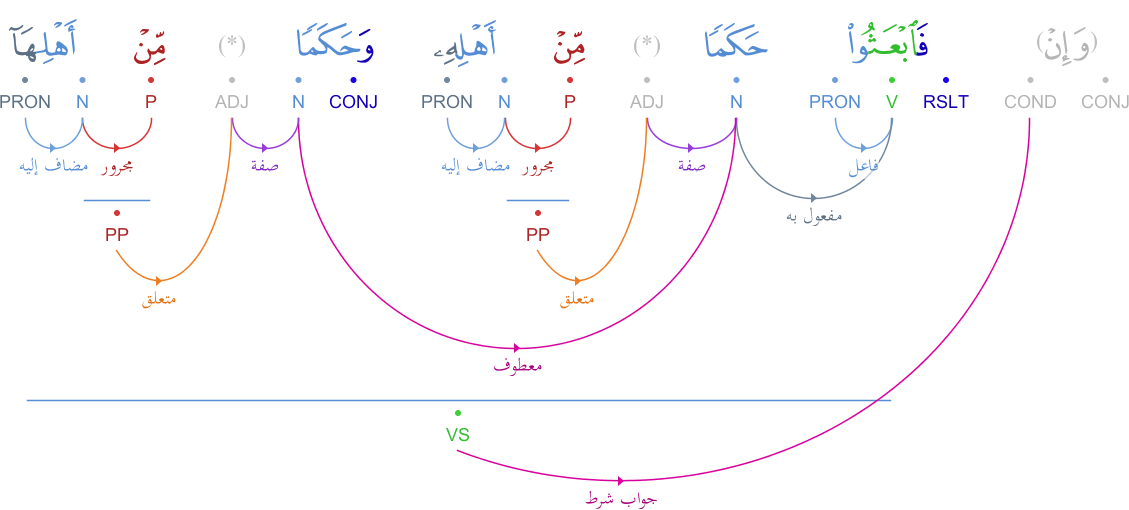 (وَإِنْ) فَٱبْعَثُوا۟ حَكَمًا (*) مِّنْ أَهْلِهِۦ وَحَكَمًا (*) مِّنْ أَهْلِهَآ
PRON N P ADJ N CONJ PRON N P ADJ N PRON V RSLT COND CONJ
مضاف إليه مجرور صفة مضاف إليه مجرور صفة فاعل
مفعول به
PP PP
متعلق متعلق
معطوف
VS
جواب شرط